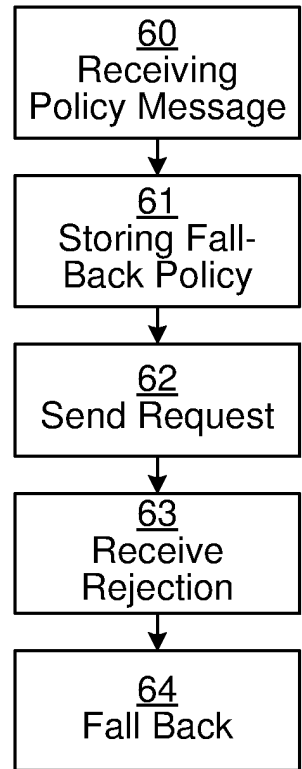 60
Receiving
Policy Message
61
Storing Fall-
Back Policy
62
Send Request
63
Receive
Rejection
64
Fall Back